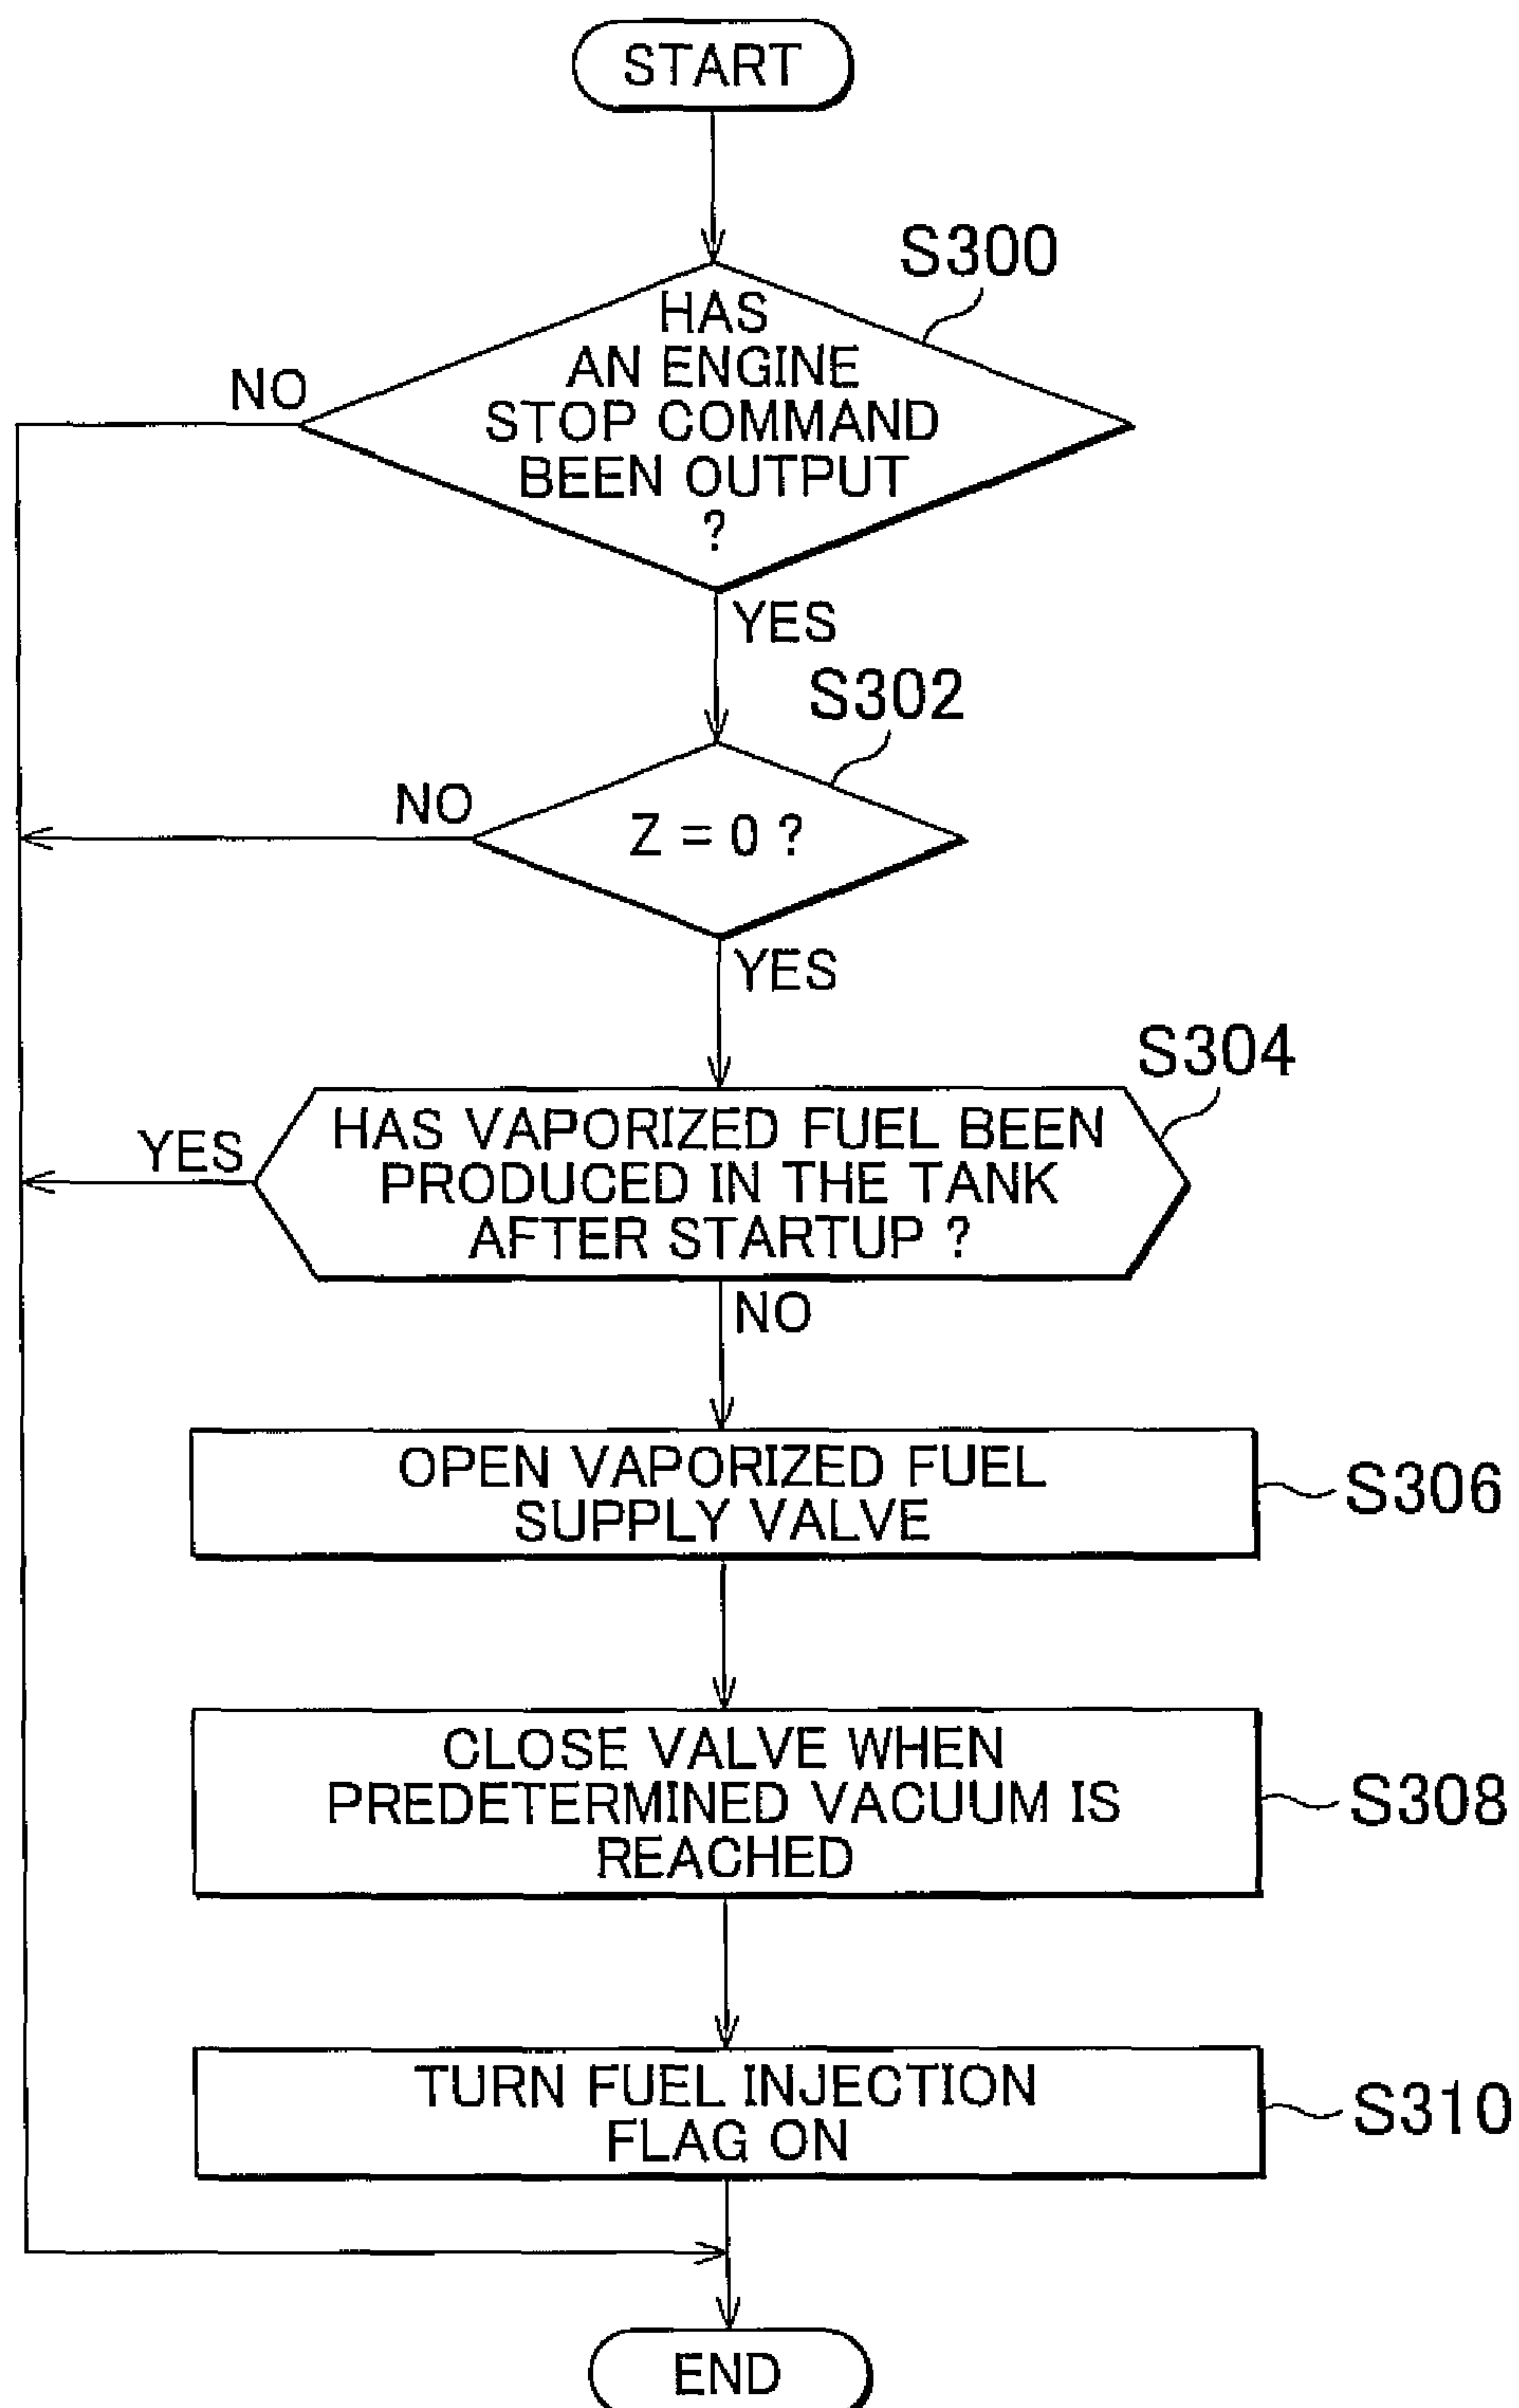 START
S300
HAS
AN ENGINE
STOP COMMAND
BEEN OUTPUT
?
NO
YES
S302
Z = 0 ?
NO
YES
S304
HAS VAPORIZED FUEL BEEN
PRODUCED IN THE TANK
AFTER STARTUP ?
YES
NO
OPEN VAPORIZED FUEL
SUPPLY VALVE
S306
CLOSE VALVE WHEN
PREDETERMINED VACUUM IS
REACHED
S308
TURN FUEL INJECTION
FLAG ON
S310
END